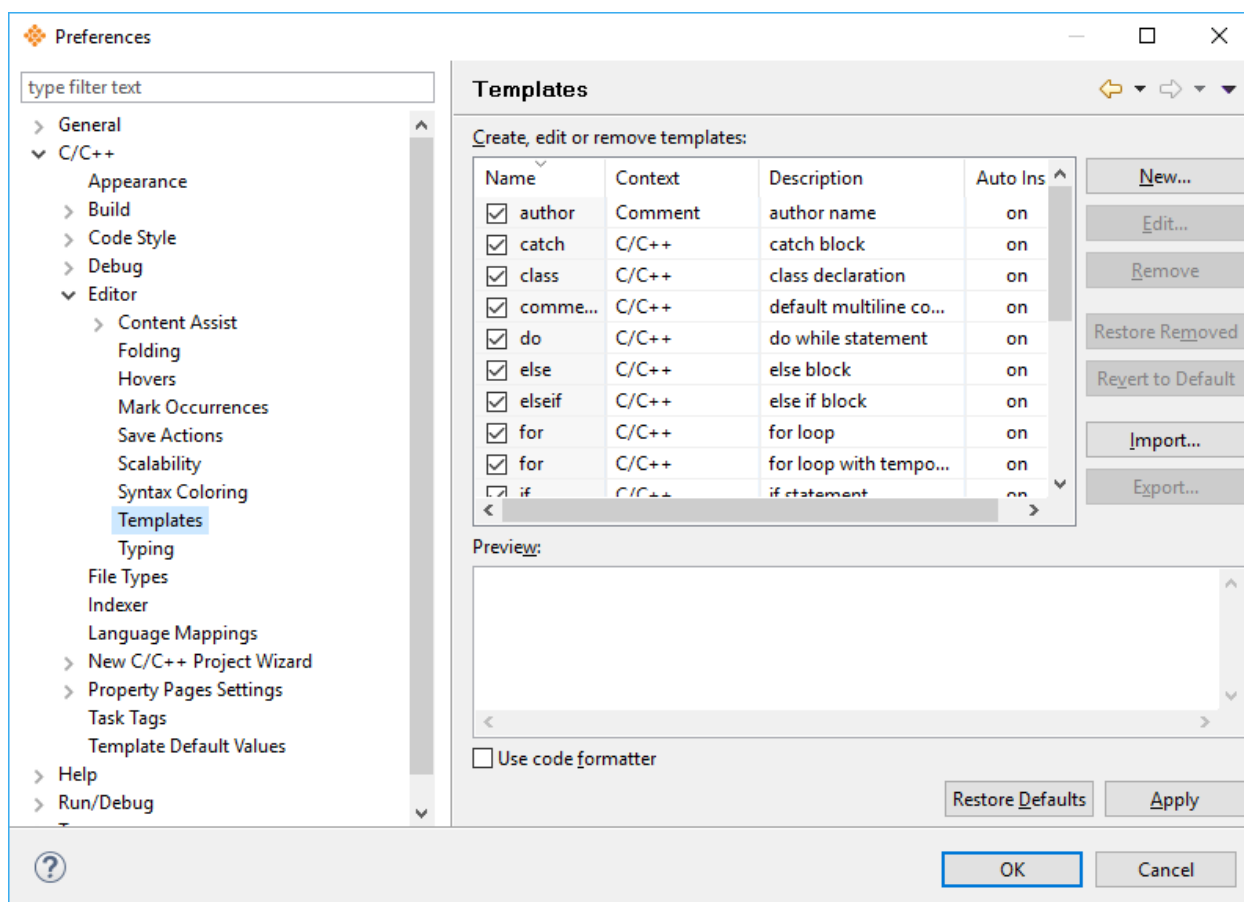 Preferences
type filter text
General
C/C++
Appearance
Build
Code Style
Debug
Editor
Content Assist
Folding
Hovers
Mark Occurrences
Save Actions
Scalability
Syntax Coloring
Templates
Typing
File Types
Indexer
Language Mappings
New C/C++ Project Wizard
Property Pages Settings
Task Tags
Template Default Values
Help
Run/Debug
Templates
Create, edit or remove templates:
Name Context Description Auto Ins
author Comment author name on
catch C/C++ catch block on
class C/C++ class declaration on
comme... C/C++ default multiline co... on
do C/C++ do while statement on
else C/C++ else block on
elseif C/C++ else if block on
for C/C++ for loop on
for C/C++ for loop with tempo... on
if C/C++ if statement on
New...
Edit...
Remove
Restore Removed
Revert to Default
Import...
Export...
Preview:
Use code formatter
Restore Defaults Apply
OK Cancel